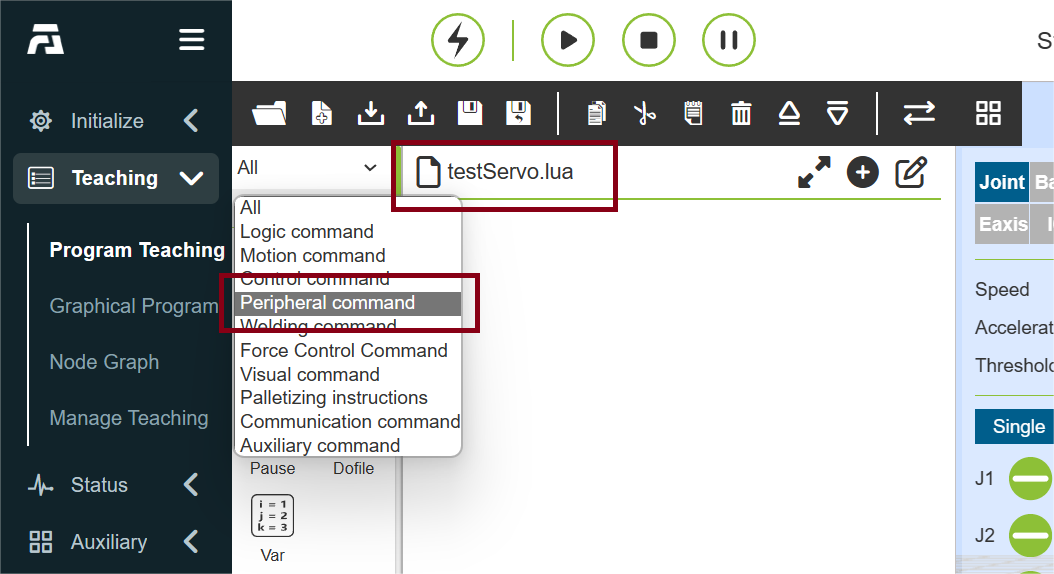 S
Initialize
Teaching
Program Teaching
Graphical Program
Node Graph
Manage Teaching
Status
Auxiliary
All
testServo.lua
All
Logic command
Motion command
Control command
Peripheral command
Welding command
Force Control Command
Visual command
Palletizing instructions
Communication command
Auxiliary command
Pause Dofile
i = 1
j = 2
k = 3
Var
Joint Ba
Eaxis
Speed
Accelerat
Threshold
Single
J1
J2